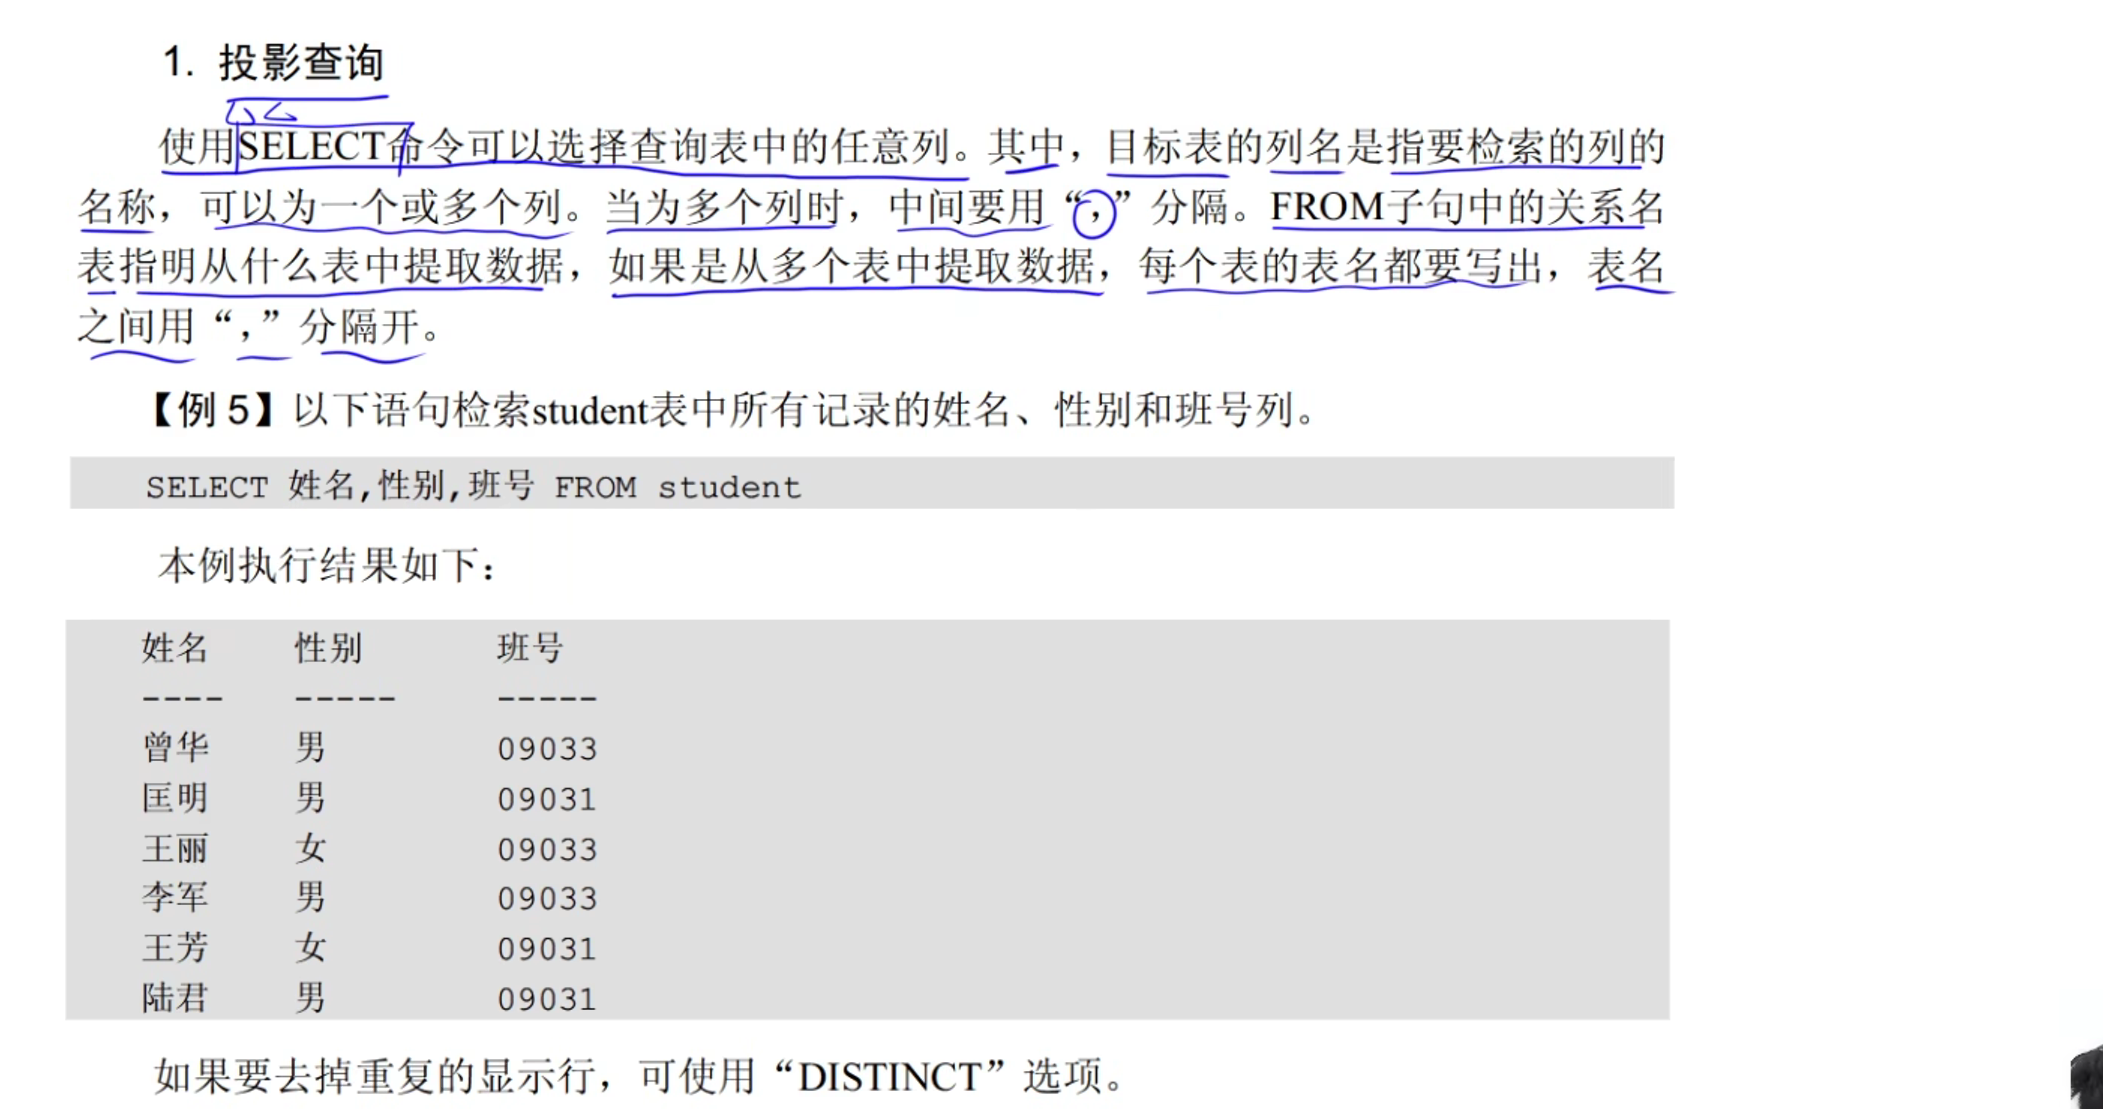 1. 投影查询
使用SELECT命令可以选择查询表中的任意列。其中，目标表的列名是指要检索的列的
名称，可以为一个或多个列。当为多个列时，中间要用“，”分隔。FROM子句中的关系名
表指明从什么表中提取数据，如果是从多个表中提取数据，每个表的表名都要写出，表名
之间用“，”分隔开。
【例 5】以下语句检索student表中所有记录的姓名、性别和班号列。
SELECT 姓名,性别,班号 FROM student
本例执行结果如下：
姓名 性别 班号
---- ----- -----
曾华 男 09033
匡明 男 09031
王丽 女 09033
李军 男 09033
王芳 女 09031
陆君 男 09031
如果要去掉重复的显示行，可使用“DISTINCT”选项。